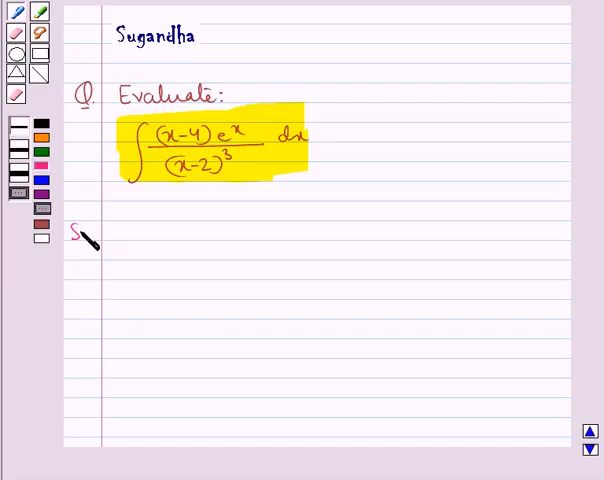 Sugandha
Q. Evaluate:
∫ (x-4) e^x / (x-2)^3 dx
S